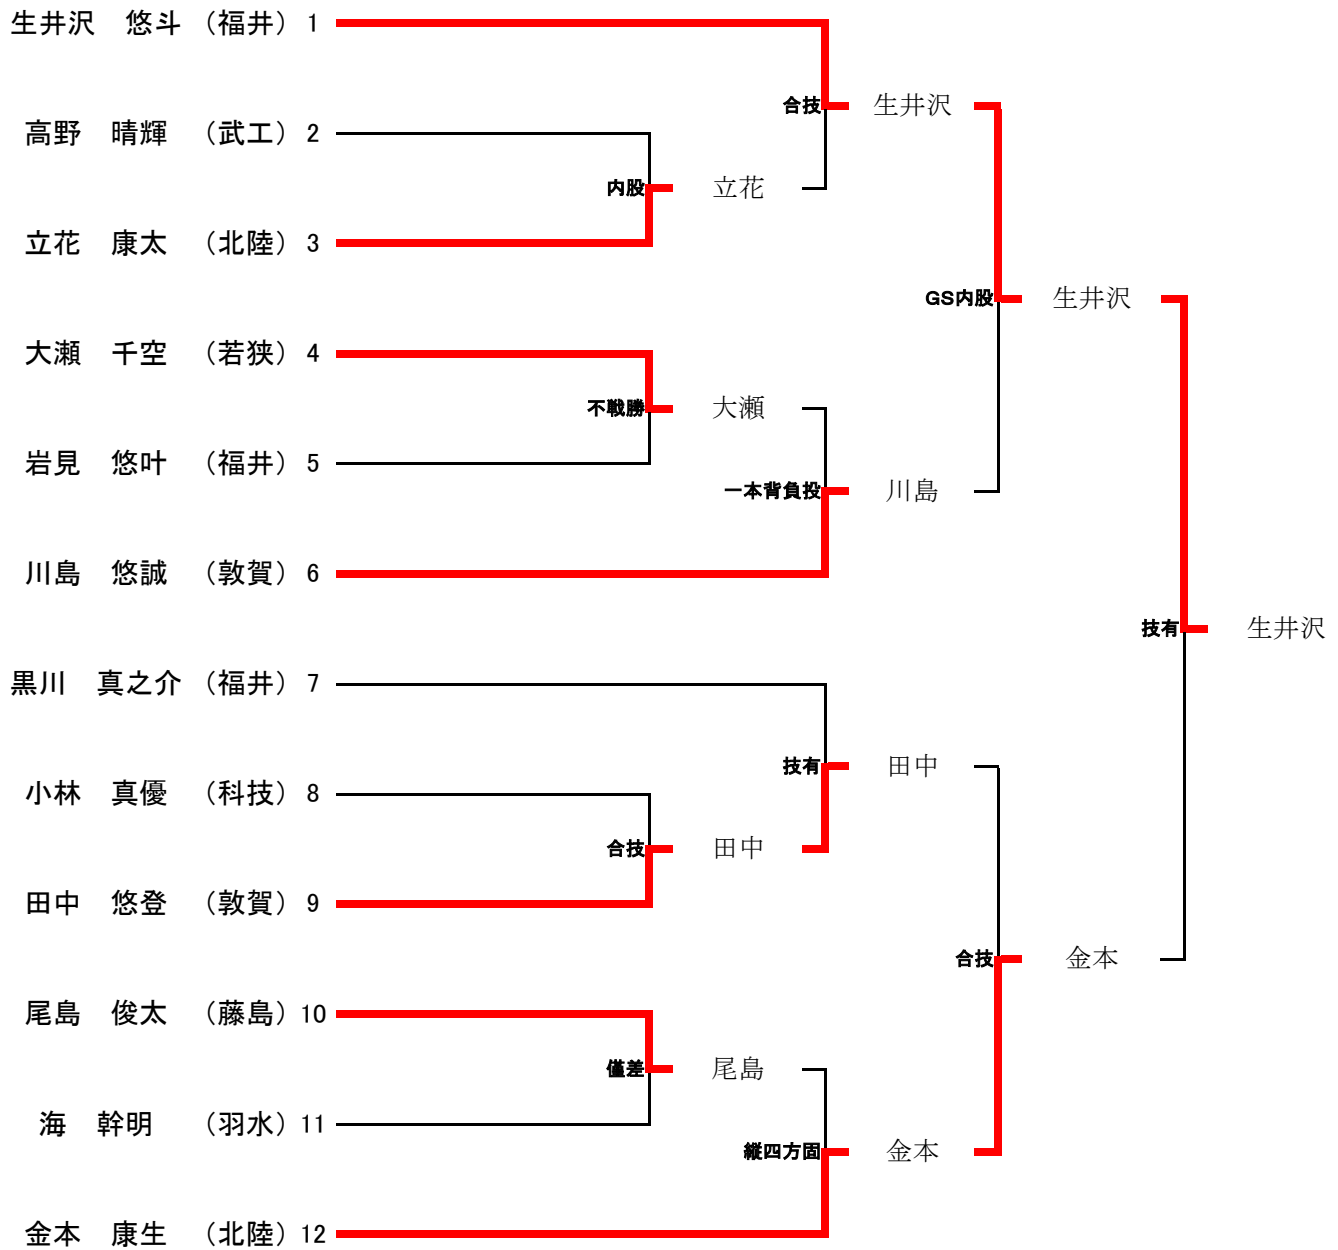 生井沢　悠斗 （福井） 1
合技 生井沢
高野　晴輝 （武工） 2
内股 立花
立花　康太 （北陸） 3
GS内股 生井沢
大瀬　千空 （若狭） 4
不戦勝 大瀬
岩見　悠叶 （福井） 5
一本背負投 川島
川島　悠誠 （敦賀） 6
技有 生井沢
黒川　真之介 （福井） 7
技有 田中
小林　真優 （科技） 8
合技 田中
田中　悠登 （敦賀） 9
合技 金本
尾島　俊太 （藤島） 10
僅差 尾島
海　幹明 （羽水） 11
縦四方固 金本
金本　康生 （北陸） 12